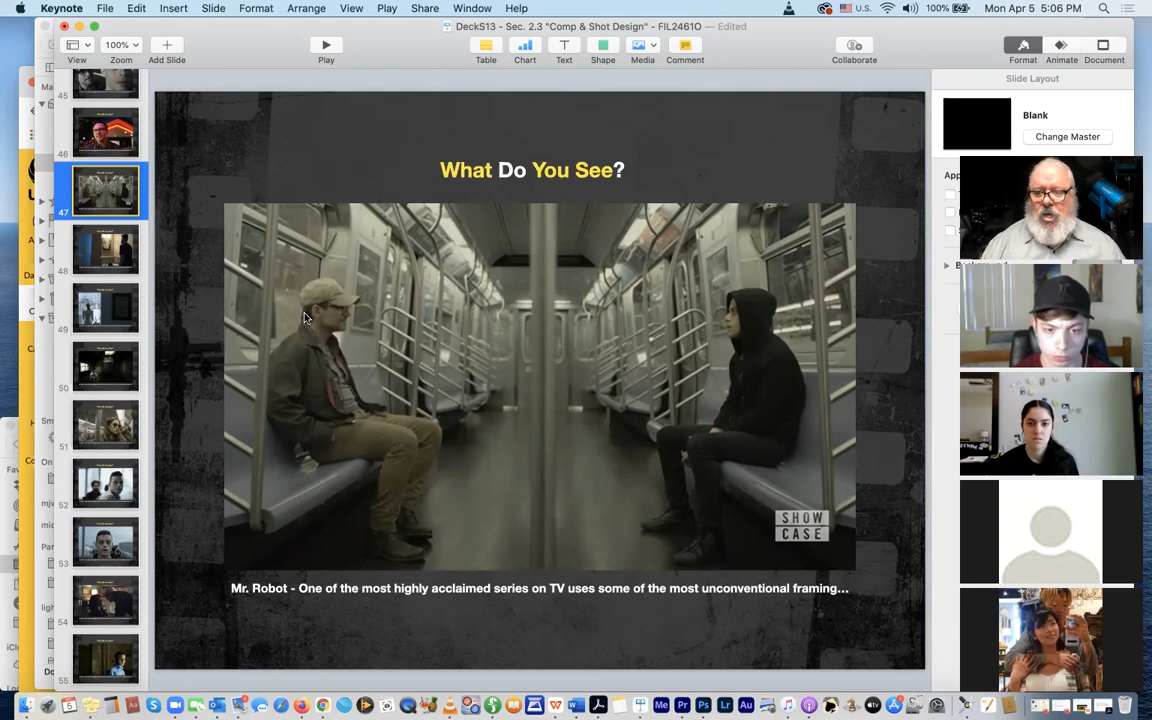 Keynote File Edit Insert Slide Format Arrange View Play Share Window Help
U.S. 100% Mon Apr 5 5:06 PM
DeckS13 - Sec. 2.3 "Comp & Shot Design" - FIL2461O — Edited
100%
View Zoom Add Slide Play Table Chart Text Shape Media Comment Collaborate Format Animate Document
Slide Layout
Blank
Change Master
45
46
47
48
49
50
51
52
53
54
55
What Do You See?
SHOW
CASE
Mr. Robot - One of the most highly acclaimed series on TV uses some of the most unconventional framing...